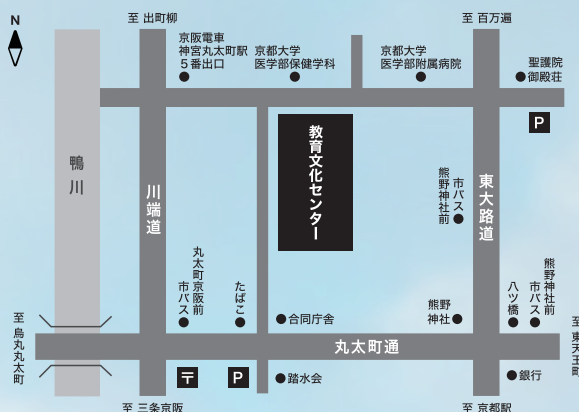 N
至 出町柳
至 百万遍
京阪電車
神宮丸太町駅
5番出口
京都大学
医学部保健学科
京都大学
医学部附属病院
聖護院
御殿荘
P
鴨川
川端道
教育文化センター
東大路道
市バス
熊野神社前
丸太町京阪前
市バス
たばこ
合同庁舎
熊野
神社
八ツ橋
熊野神社前
市バス
至 烏丸丸太町
丸太町通
至 東天王町
〒
P
踏水会
銀行
至 三条京阪
至 京都駅